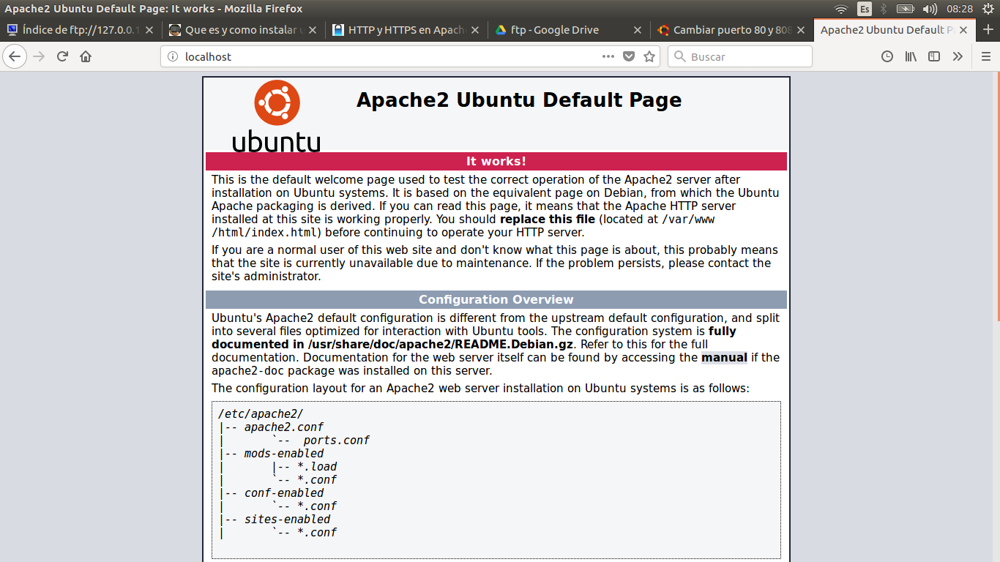 Apache2 Ubuntu Default Page: It works - Mozilla Firefox
Es
08:28
Índice de ftp://127.0.0.1
Que es y como instalar u
HTTP y HTTPS en Apach
ftp - Google Drive
Cambiar puerto 80 y 808
Apache2 Ubuntu Default P
localhost
Buscar
ubuntu
Apache2 Ubuntu Default Page
It works!
This is the default welcome page used to test the correct operation of the Apache2 server after
installation on Ubuntu systems. It is based on the equivalent page on Debian, from which the Ubuntu
Apache packaging is derived. If you can read this page, it means that the Apache HTTP server
installed at this site is working properly. You should replace this file (located at /var/www
/html/index.html) before continuing to operate your HTTP server.
If you are a normal user of this web site and don't know what this page is about, this probably means
that the site is currently unavailable due to maintenance. If the problem persists, please contact the
site's administrator.
Configuration Overview
Ubuntu's Apache2 default configuration is different from the upstream default configuration, and split
into several files optimized for interaction with Ubuntu tools. The configuration system is fully
documented in /usr/share/doc/apache2/README.Debian.gz. Refer to this for the full
documentation. Documentation for the web server itself can be found by accessing the manual if the
apache2-doc package was installed on this server.
The configuration layout for an Apache2 web server installation on Ubuntu systems is as follows:
/etc/apache2/
|-- apache2.conf
|       `--  ports.conf
|-- mods-enabled
|       |-- *.load
|       `-- *.conf
|-- conf-enabled
|       `-- *.conf
|-- sites-enabled
|       `-- *.conf